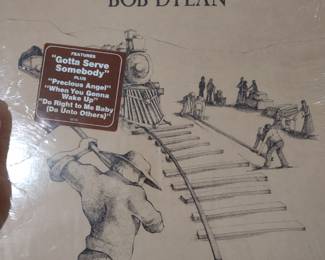 BOB DYLAN
FEATURES
"Gotta Serve
Somebody"
PLUS
"Precious Angel"
"When You Gonna
Wake Up"
"Do Right to Me Baby
(Do Unto Others)"